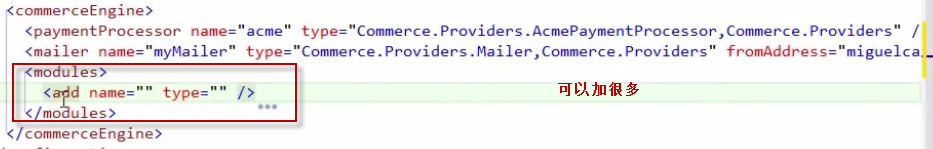 <commerceEngine>
<paymentProcessor name="acme" type="Commerce.Providers.AcmePaymentProcessor,Commerce.Providers" /
<mailer name="myMailer" type="Commerce.Providers.Mailer,Commerce.Providers" fromAddress="miguelca
<modules>
<add name="" type="" /> 可以加很多
</modules>
</commerceEngine>